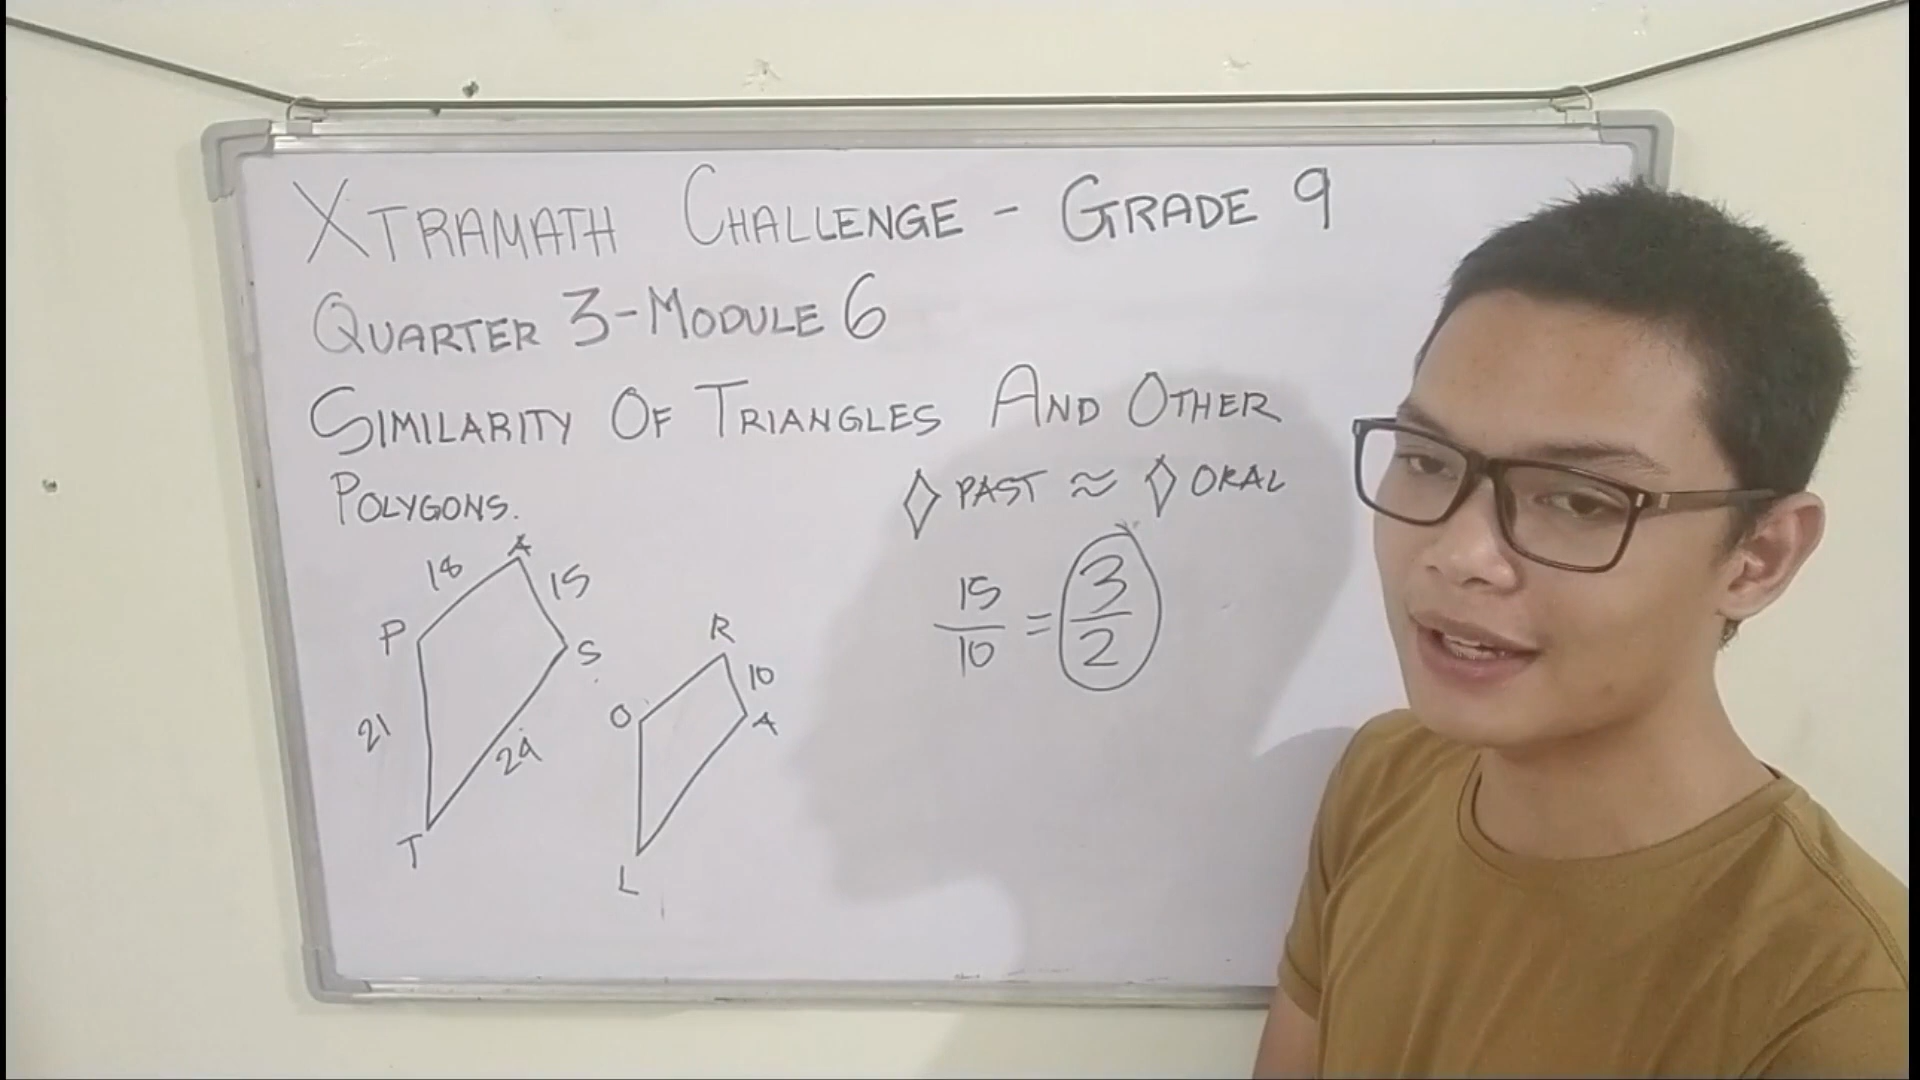 XTRAMATH CHALLENGE - GRADE 9
QUARTER 3-MODULE 6
SIMILARITY OF TRIANGLES AND OTHER
POLYGONS.
◊ PAST ≈ ◊ ORAL
15/10 = 3/2
A
18
15
P
S
21
24
T
R
10
O
A
L